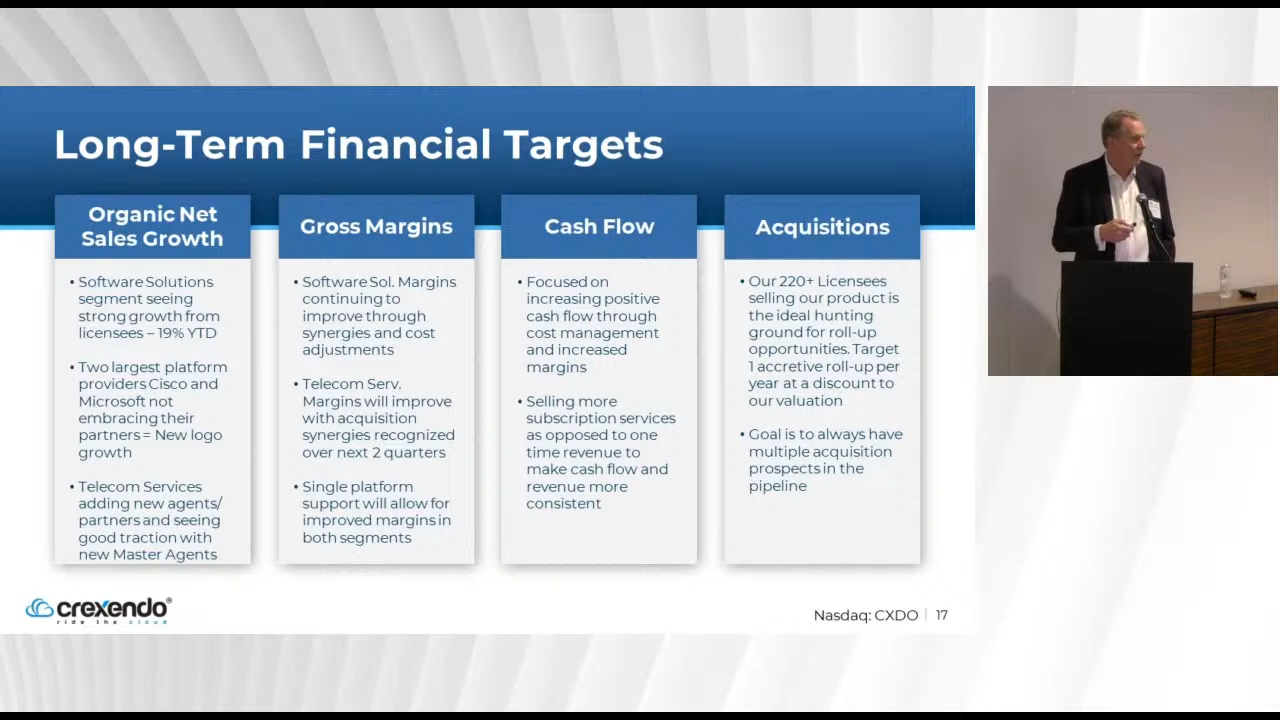 Long-Term Financial Targets
Organic Net
Sales Growth
• Software Solutions
segment seeing
strong growth from
licensees – 19% YTD
• Two largest platform
providers Cisco and
Microsoft not
embracing their
partners = New logo
growth
• Telecom Services
adding new agents/
partners and seeing
good traction with
new Master Agents
Gross Margins
• Software Sol. Margins
continuing to
improve through
synergies and cost
adjustments
• Telecom Serv.
Margins will improve
with acquisition
synergies recognized
over next 2 quarters
• Single platform
support will allow for
improved margins in
both segments
Cash Flow
• Focused on
increasing positive
cash flow through
cost management
and increased
margins
• Selling more
subscription services
as opposed to one
time revenue to
make cash flow and
revenue more
consistent
Acquisitions
• Our 220+ Licensees
selling our product is
the ideal hunting
ground for roll-up
opportunities. Target
1 accretive roll-up per
year at a discount to
our valuation
• Goal is to always have
multiple acquisition
prospects in the
pipeline
crexendo®
ride the cloud
Nasdaq: CXDO | 17